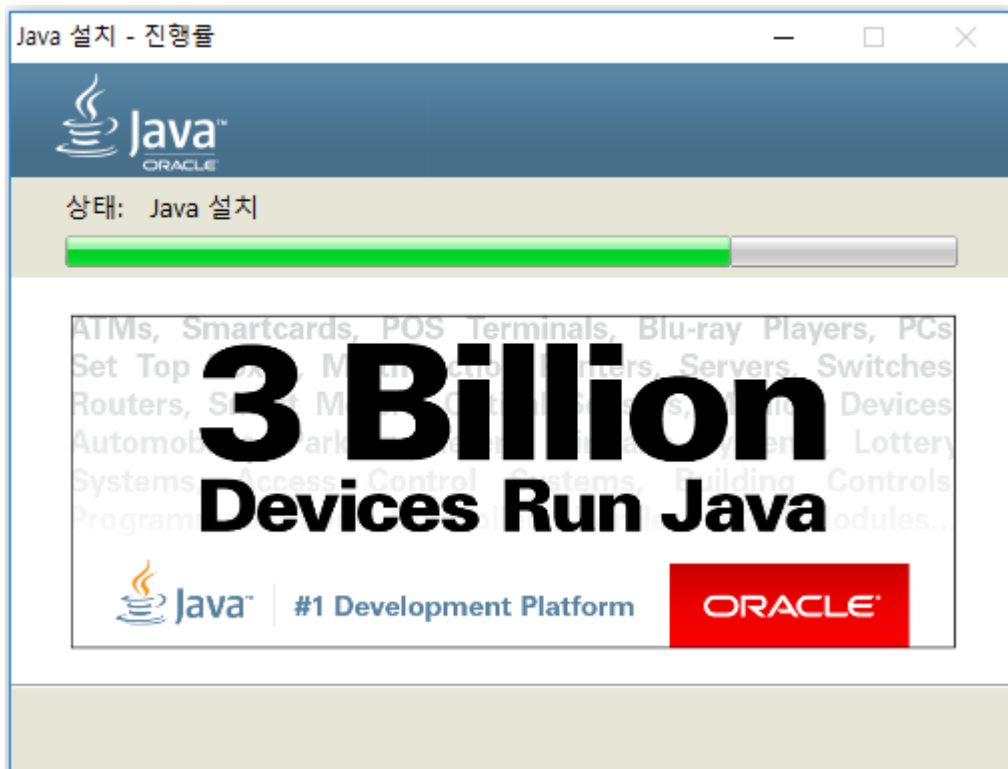 Java 설치 - 진행률
Java™
ORACLE
상태: Java 설치
ATMs, Smartcards, POS Terminals, Blu-ray Players, PCs
Set Top Servers, Switches
Routers, Devices
Lottery
Systems, Access Control Systems, Building Controls
3 Billion
Devices Run Java
Java™
#1 Development Platform
ORACLE®